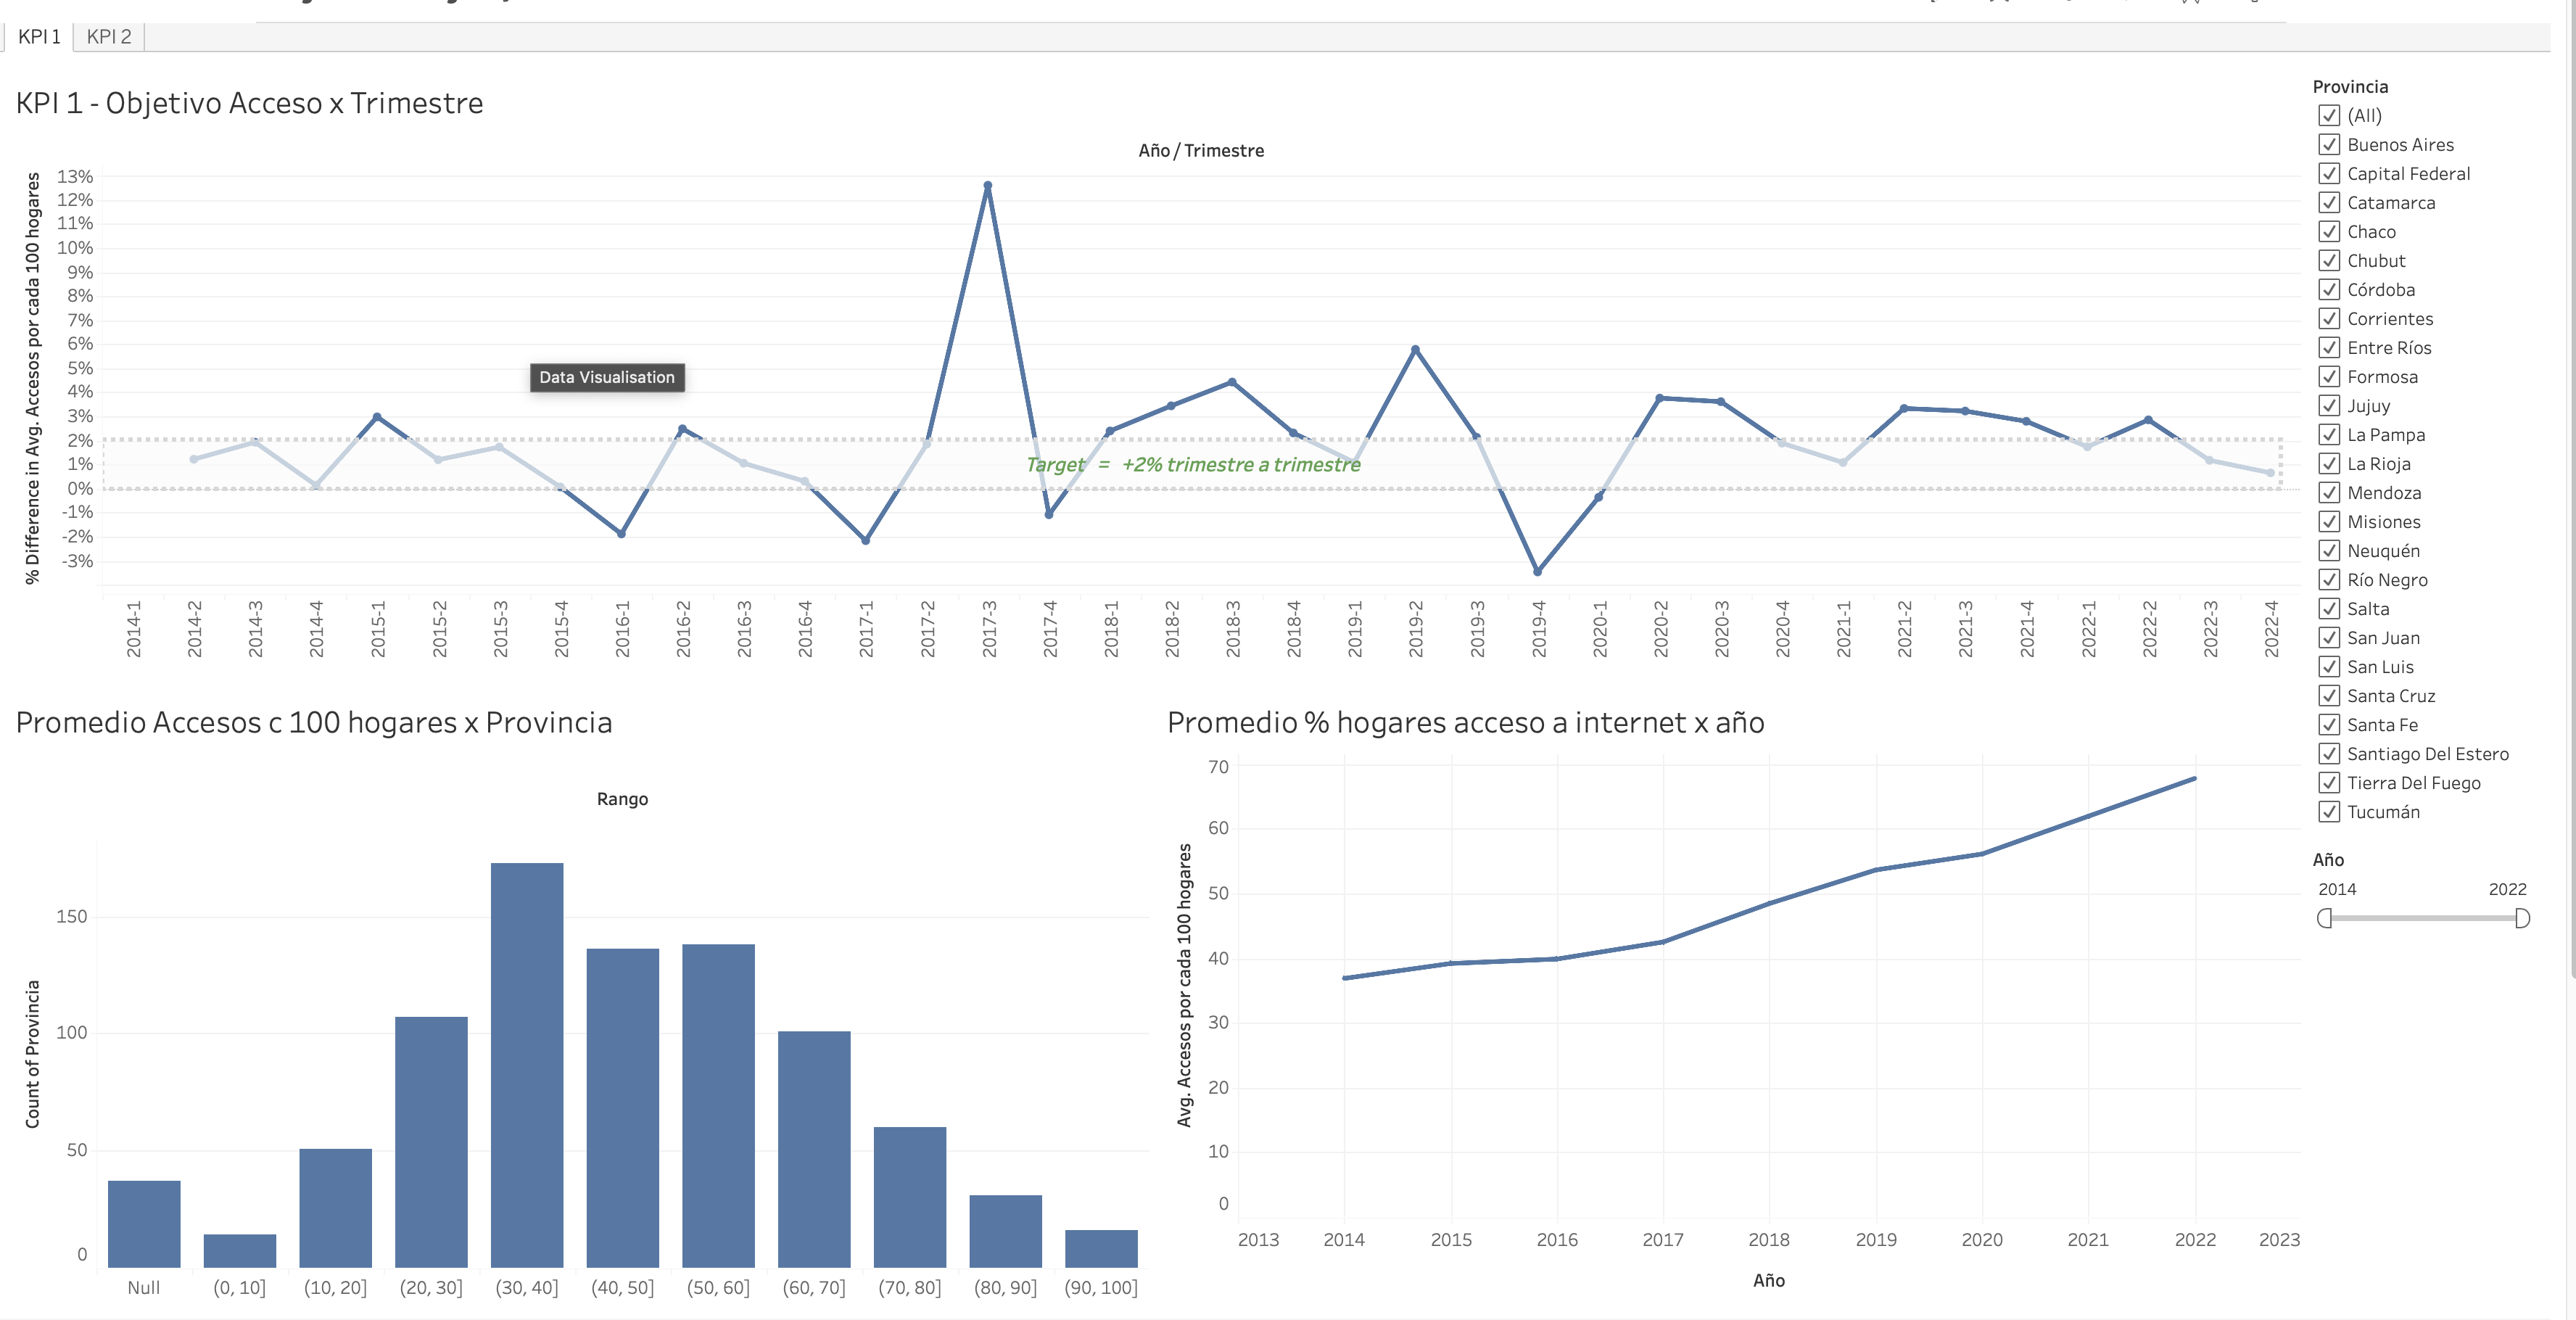 KPI 1
KPI 2
KPI 1 - Objetivo Acceso x Trimestre
Año / Trimestre
% Difference in Avg. Accesos por cada 100 hogares
13%
12%
11%
10%
9%
8%
7%
6%
5%
4%
3%
2%
1%
0%
-1%
-2%
-3%
Data Visualisation
Target = +2% trimestre a trimestre
2014-1
2014-2
2014-3
2014-4
2015-1
2015-2
2015-3
2015-4
2016-1
2016-2
2016-3
2016-4
2017-1
2017-2
2017-3
2017-4
2018-1
2018-2
2018-3
2018-4
2019-1
2019-2
2019-3
2019-4
2020-1
2020-2
2020-3
2020-4
2021-1
2021-2
2021-3
2021-4
2022-1
2022-2
2022-3
2022-4
Promedio Accesos c 100 hogares x Provincia
Rango
Count of Provincia
150
100
50
0
Null
(0, 10]
(10, 20]
(20, 30]
(30, 40]
(40, 50]
(50, 60]
(60, 70]
(70, 80]
(80, 90]
(90, 100]
Promedio % hogares acceso a internet x año
Avg. Accesos por cada 100 hogares
70
60
50
40
30
20
10
0
2013
2014
2015
2016
2017
2018
2019
2020
2021
2022
2023
Año
Provincia
(All)
Buenos Aires
Capital Federal
Catamarca
Chaco
Chubut
Córdoba
Corrientes
Entre Ríos
Formosa
Jujuy
La Pampa
La Rioja
Mendoza
Misiones
Neuquén
Río Negro
Salta
San Juan
San Luis
Santa Cruz
Santa Fe
Santiago Del Estero
Tierra Del Fuego
Tucumán
Año
2014
2022